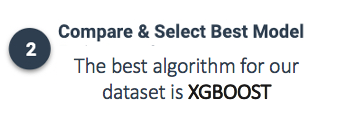 2
Compare & Select Best Model
The best algorithm for our
dataset is XGBOOST